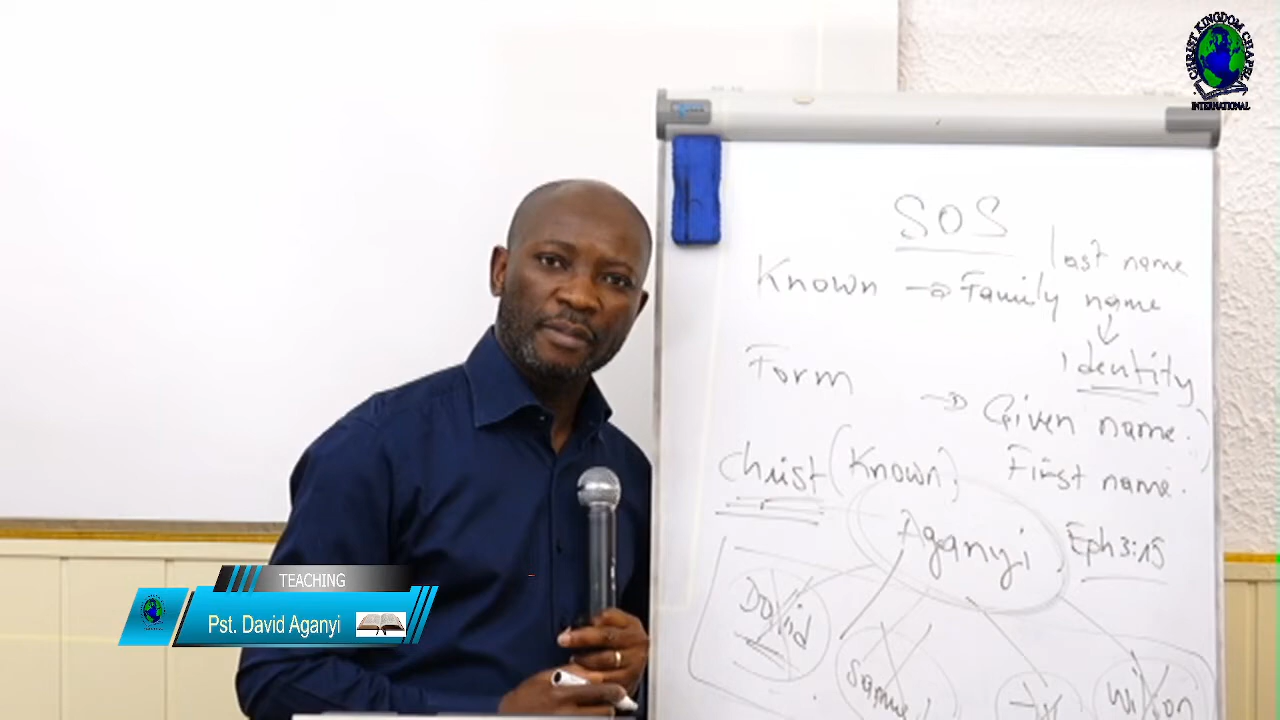 CHRIST KINGDOM CHAPEL
INTERNATIONAL
SOS
last name
Known → Family name
↓
Identity
Form
→ Given name.
Christ (Known)
First name.
Aganyi
Eph 3:15
David
Samuel
Wilson
TEACHING
Pst. David Aganyi